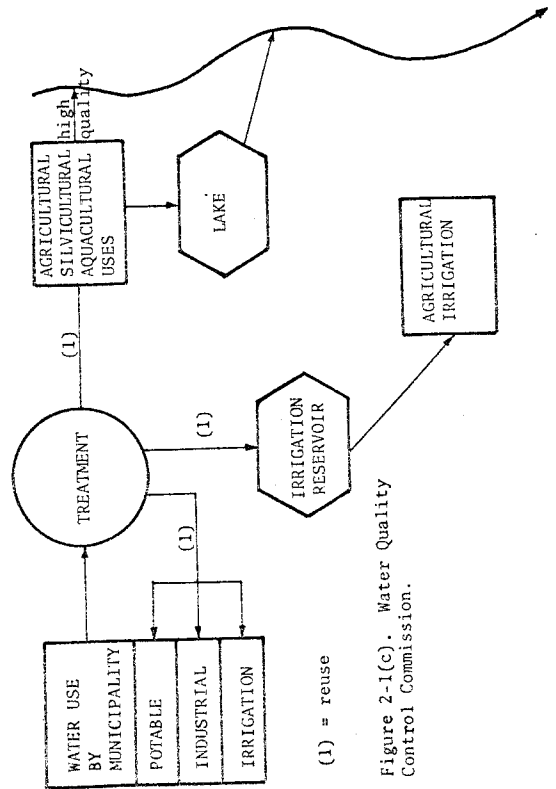 WATER USE
BY
MUNICIPALITY
POTABLE
INDUSTRIAL
IRRIGATION
TREATMENT
(1)
(1)
(1)
AGRICULTURAL
SILVICULTURAL
AQUACULTURAL
USES
high
quality
LAKE
IRRIGATION
RESERVOIR
AGRICULTURAL
IRRIGATION
(1) = reuse
Figure 2-1(c). Water Quality
Control Commission.